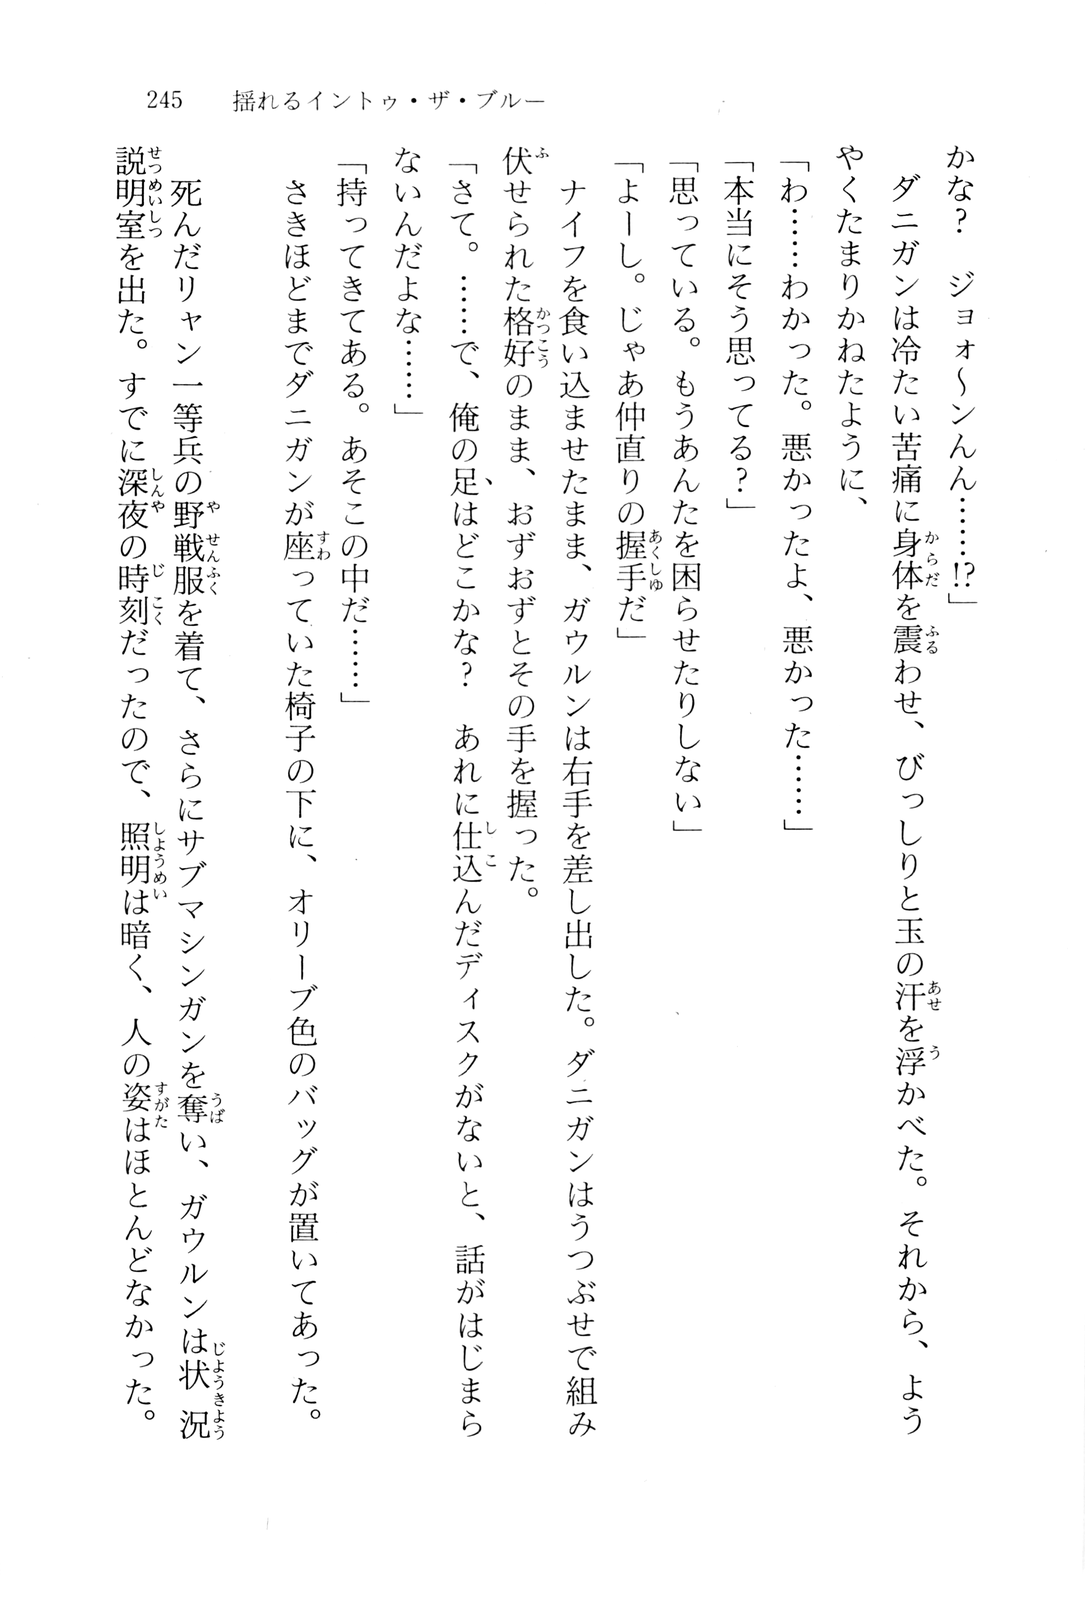 245　揺れるイントゥ・ザ・ブルー
かな？　ジョォ〜ンんん……!?」
　ダニガンは冷たい苦痛に身体を震わせ、びっしりと玉の汗を浮かべた。それから、よう
やくたまりかねたように、
「わ……わかった。悪かったよ、悪かった……」
「本当にそう思ってる？」
「思っている。もうあんたを困らせたりしない」
「よーし。じゃあ仲直りの握手だ」
　ナイフを食い込ませたまま、ガウルンは右手を差し出した。ダニガンはうつぶせで組み
伏せられた格好のまま、おずおずとその手を握った。
「さて。……で、俺の足はどこかな？　あれに仕込んだディスクがないと、話がはじまら
ないんだよな……」
「持ってきてある。あそこの中だ……」
　さきほどまでダニガンが座っていた椅子の下に、オリーブ色のバッグが置いてあった。
　死んだリャン一等兵の野戦服を着て、さらにサブマシンガンを奪い、ガウルンは状況
説明室を出た。すでに深夜の時刻だったので、照明は暗く、人の姿はほとんどなかった。